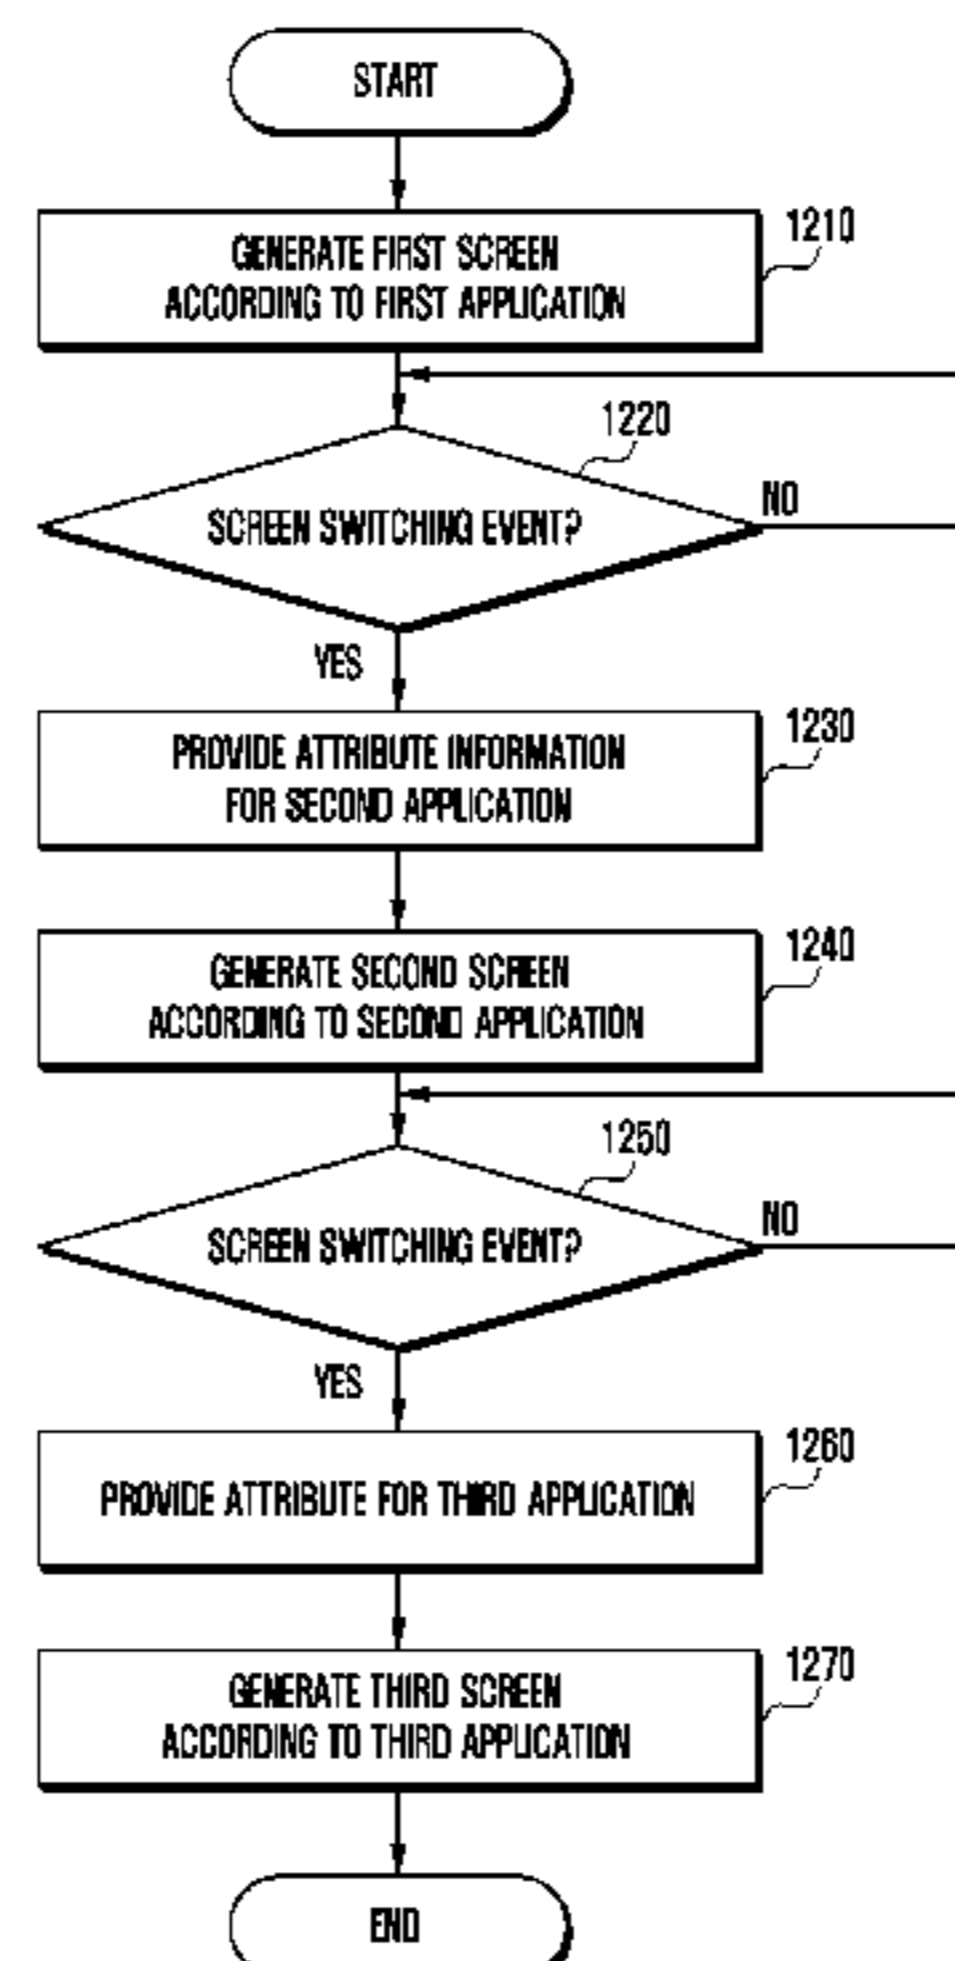 START
1210
GENERATE FIRST SCREEN
ACCORDING TO FIRST APPLICATION
1220
SCREEN SWITCHING EVENT?
NO
YES
1230
PROVIDE ATTRIBUTE INFORMATION
FOR SECOND APPLICATION
1240
GENERATE SECOND SCREEN
ACCORDING TO SECOND APPLICATION
1250
SCREEN SWITCHING EVENT?
NO
YES
1260
PROVIDE ATTRIBUTE FOR THIRD APPLICATION
1270
GENERATE THIRD SCREEN
ACCORDING TO THIRD APPLICATION
END